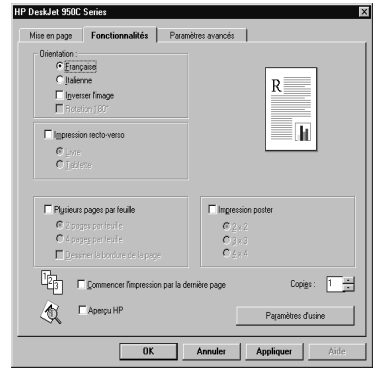 HP DeskJet 950C Series
Mise en page Fonctionnalités Paramètres avancés
Orientation :
Française
Italienne
Inverser l'image
Rotation 180°
R
Impression recto-verso
Livre
Tablette
Plusieurs pages par feuille
2 pages par feuille
4 pages par feuille
Dessiner la bordure de la page
Impression poster
2 x 2
3 x 3
4 x 4
1 2 3
Commencer l'impression par la dernière page
Copies : 1
Aperçu HP
Paramètres d'usine
OK Annuler Appliquer Aide